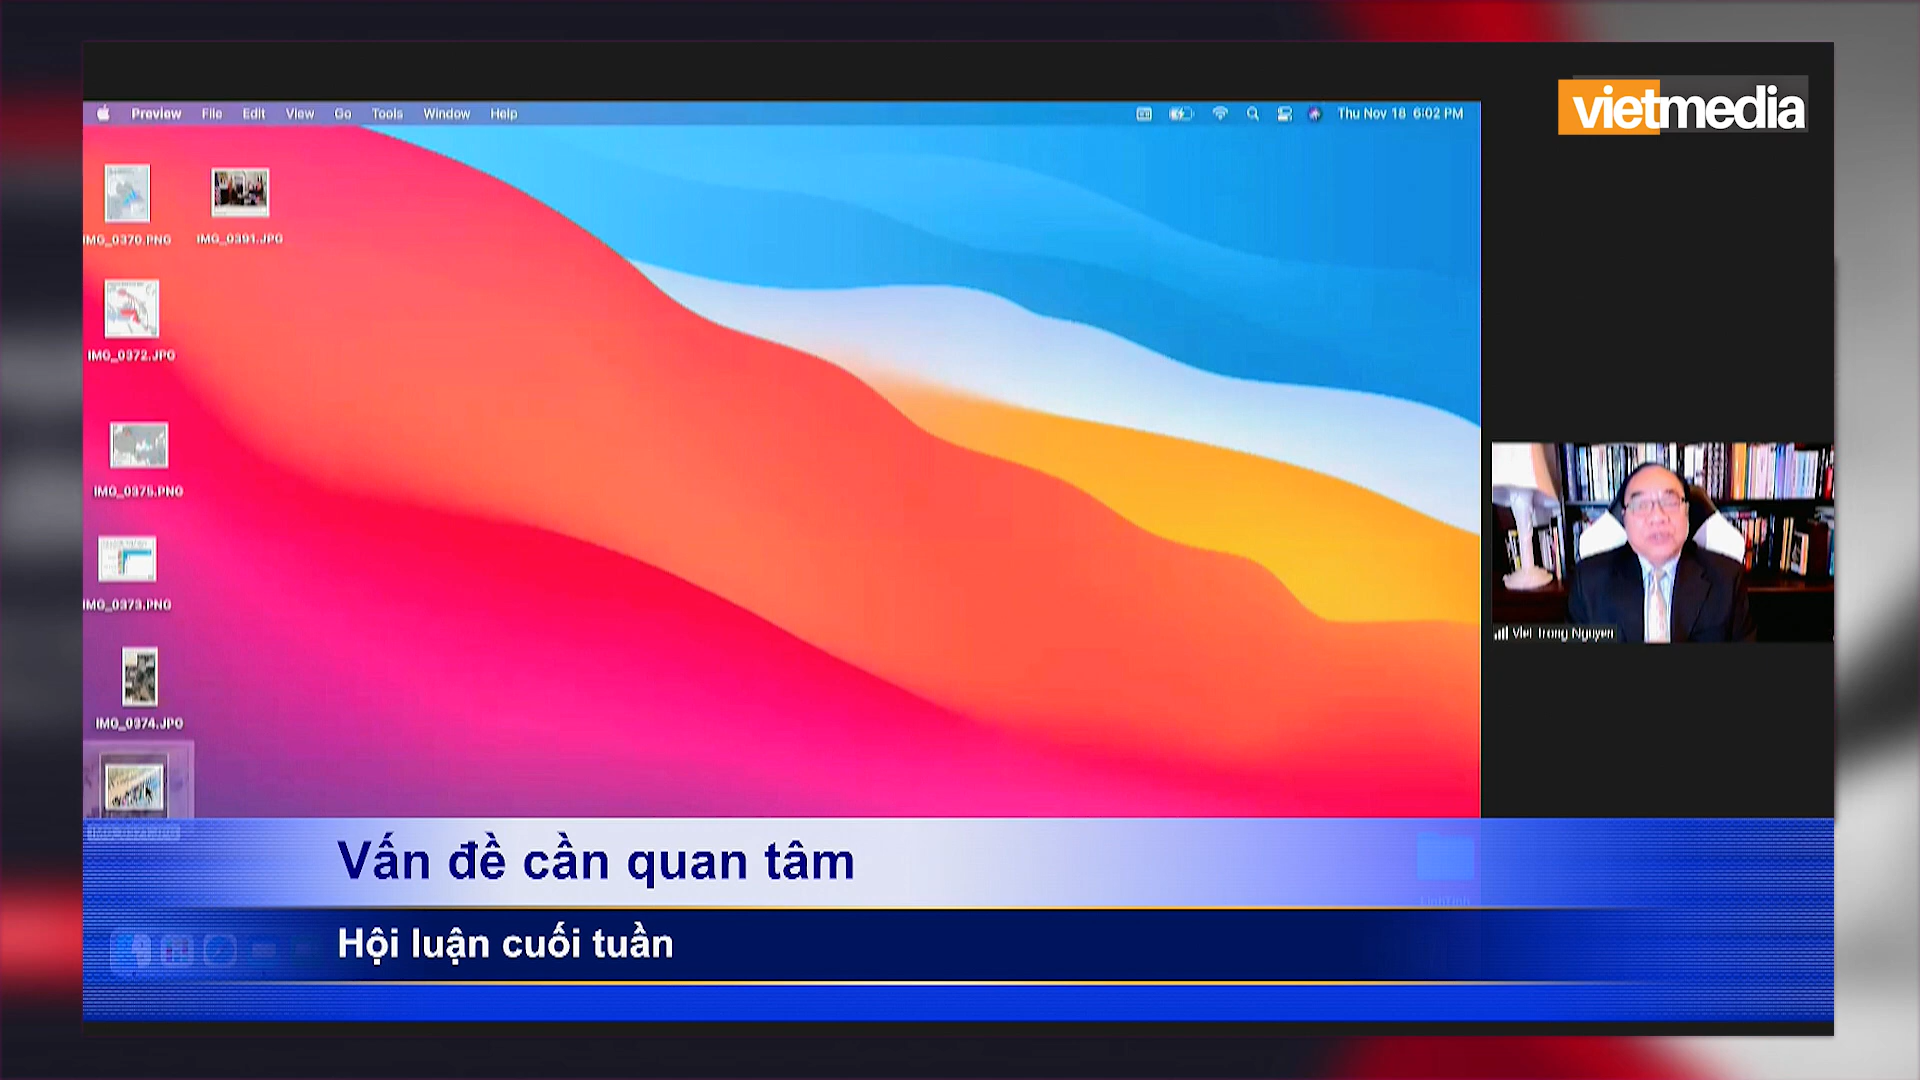 vietmedia
Preview File Edit View Go Tools Window Help
Thu Nov 18 6:02 PM
IMG_0370.PNG
IMG_0391.JPG
IMG_0372.JPG
IMG_0375.PNG
IMG_0373.PNG
Viet Trong Nguyen
IMG_0374.JPG
Vấn đề cần quan tâm
Hội luận cuối tuần